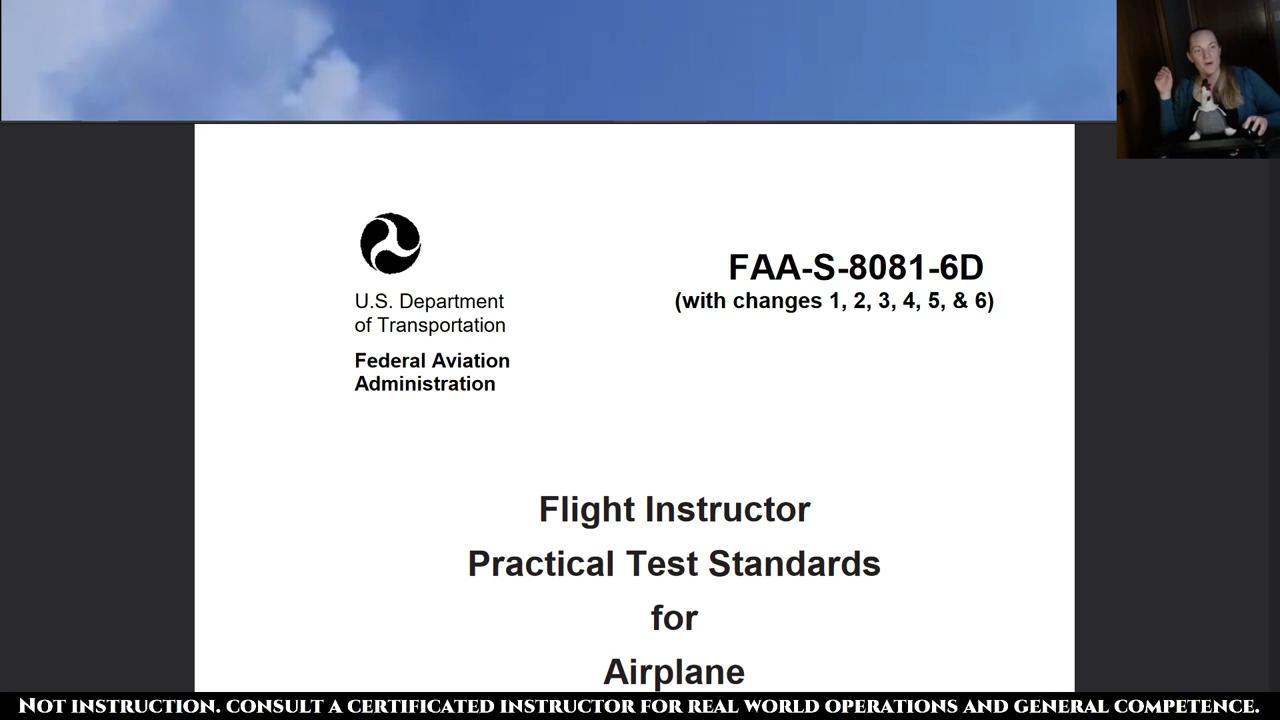 FAA-S-8081-6D
(with changes 1, 2, 3, 4, 5, & 6)
U.S. Department
of Transportation
Federal Aviation
Administration
Flight Instructor
Practical Test Standards
for
Airplane
Not instruction. consult a certificated instructor for real world operations and general competence.